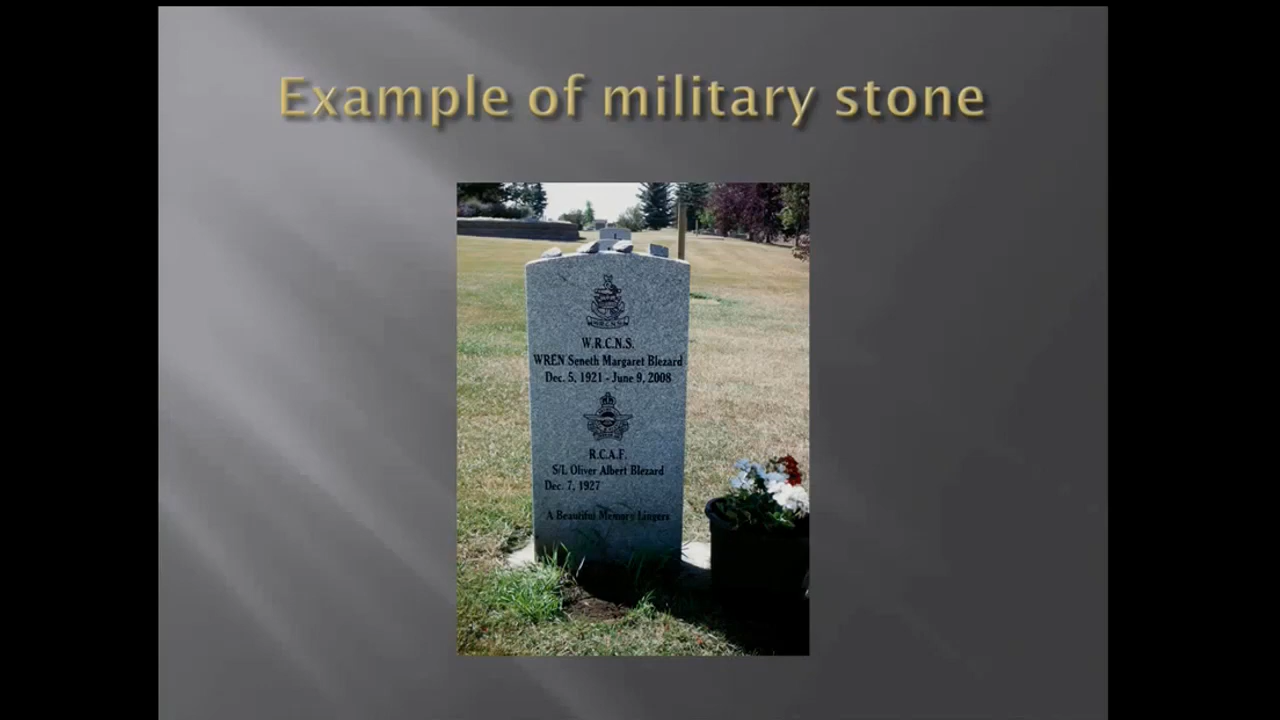 Example of military stone
W.R.C.N.S.
W.R.C.N.S.
WREN Seneth Margaret Blezard
Dec. 5, 1921 - June 9, 2008
R.C.A.F.
S/L Oliver Albert Blezard
Dec. 7, 1927
A Beautiful Memory Lingers